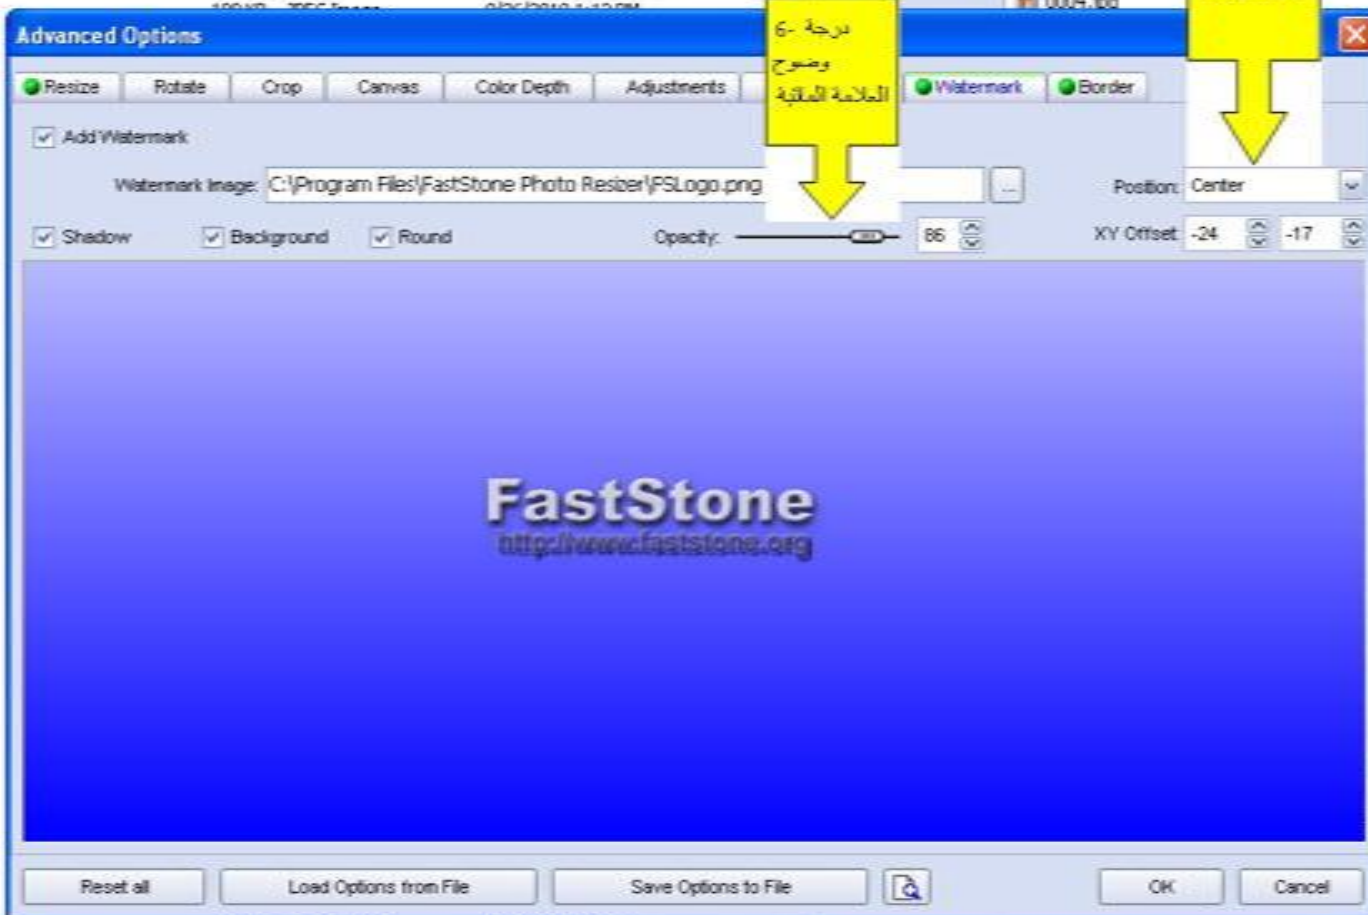 0004.jpg
Advanced Options
6- درجة
وضوح
العلامة المائية
Resize Rotate Crop Canvas Color Depth Adjustments Watermark Border
Add Watermark
Watermark Image: C:\Program Files\FastStone Photo Resizer\FSLogo.png ... Position: Center
Shadow Background Round Opacity: 86 XY Offset: -24 -17
FastStone
http://www.faststone.org
Reset all Load Options from File Save Options to File OK Cancel